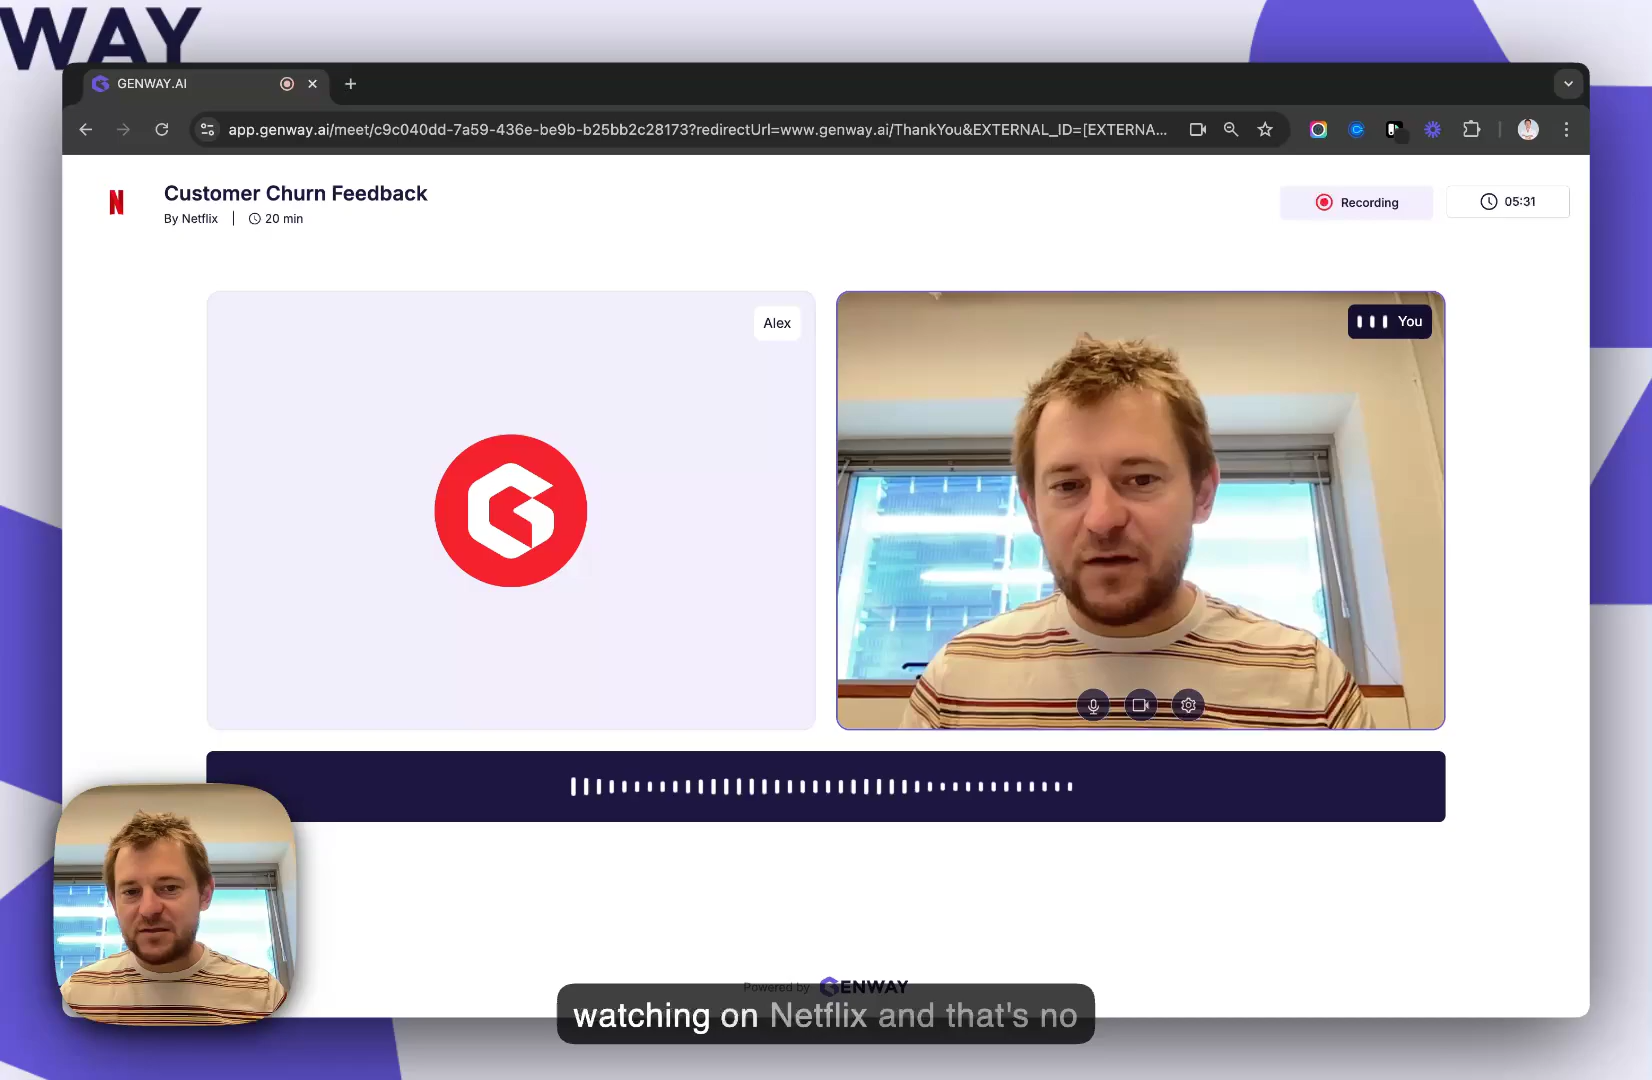 WAY
GENWAY.AI
app.genway.ai/meet/c9c040dd-7a59-436e-be9b-b25bb2c28173?redirectUrl=www.genway.ai/ThankYou&EXTERNAL_ID=[EXTERNA...
N
Customer Churn Feedback
By Netflix | 20 min
Recording
05:31
Alex
You
Powered by GENWAY
watching on Netflix and that's no